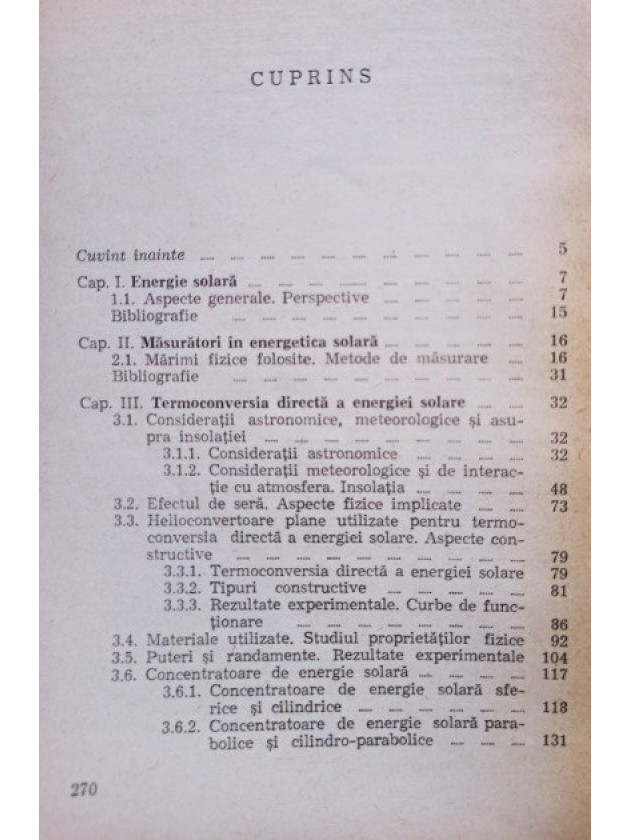 CUPRINS
Cuvînt înainte 5
Cap. I. Energie solară 7
1.1. Aspecte generale. Perspective 7
Bibliografie 15
Cap. II. Măsurători in energetica solară 16
2.1. Mărimi fizice folosite. Metode de măsurare 16
Bibliografie 31
Cap. III. Termoconversia directă a energiei solare 32
3.1. Considerații astronomice, meteorologice și asu-
pra insolației 32
3.1.1. Considerații astronomice 32
3.1.2. Considerații meteorologice și de interac-
ție cu atmosfera. Insolația 48
3.2. Efectul de seră. Aspecte fizice implicate 73
3.3. Helioconvertoare plane utilizate pentru termo-
conversia directă a energiei solare. Aspecte con-
structive 79
3.3.1. Termoconversia directă a energiei solare 79
3.3.2. Tipuri constructive 81
3.3.3. Rezultate experimentale. Curbe de func-
ționare 86
3.4. Materiale utilizate. Studiul proprietăților fizice 92
3.5. Puteri și randamente. Rezultate experimentale 104
3.6. Concentratoare de energie solară 117
3.6.1. Concentratoare de energie solară sfe-
rice și cilindrice 118
3.6.2. Concentratoare de energie solară para-
bolice și cilindro-parabolice 131
270